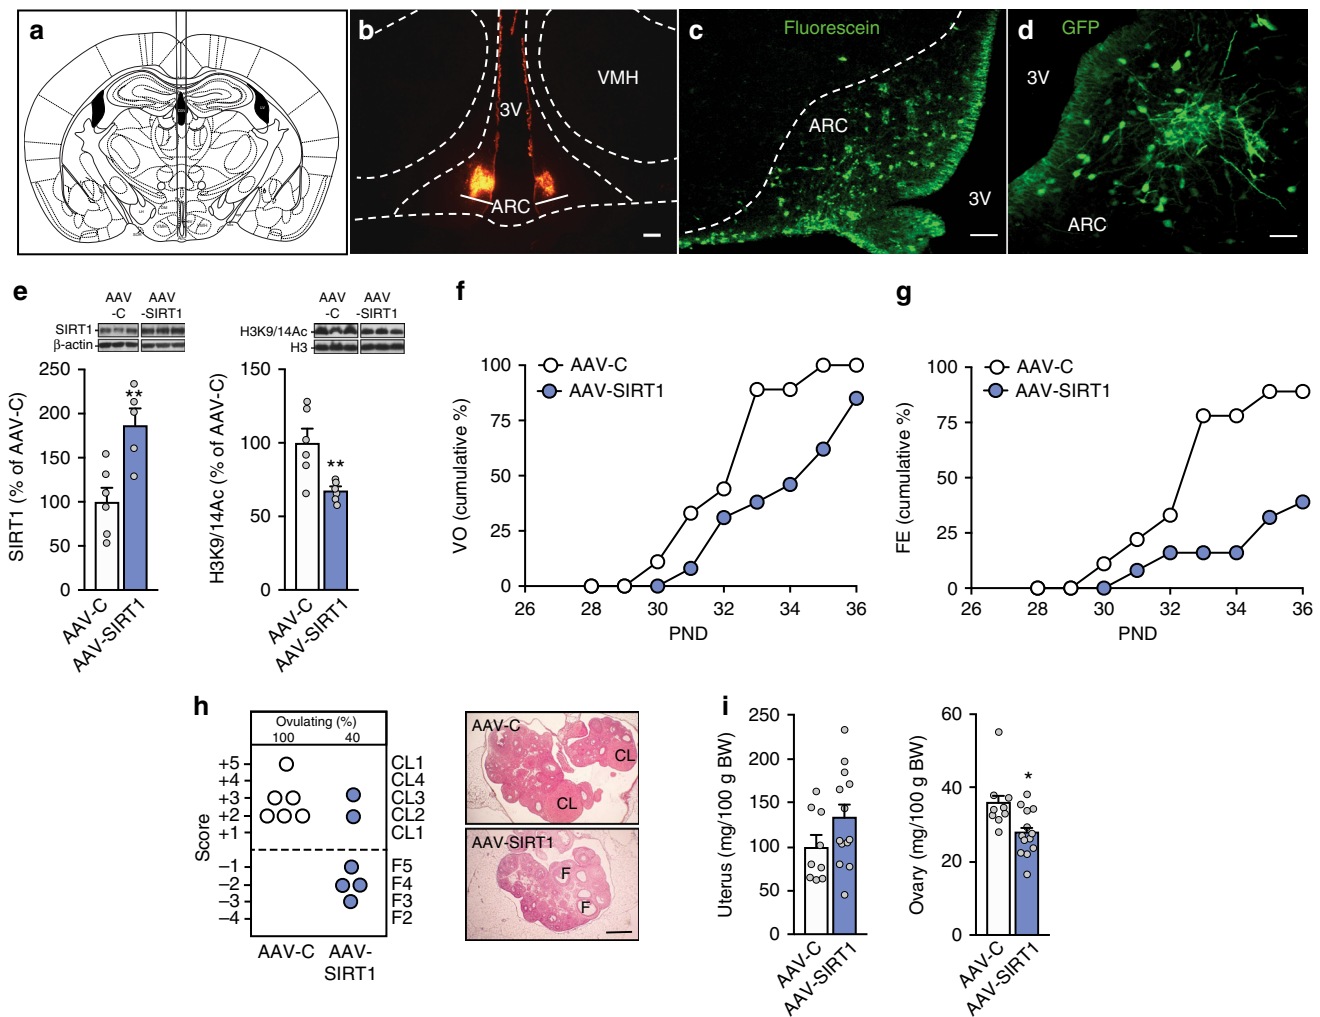 a
b
3V
VMH
ARC
c
Fluorescein
ARC
3V
d
GFP
3V
ARC
e
AAV -C
AAV -SIRT1
SIRT1
β-actin
SIRT1 (% of AAV-C)
250
200
150
100
50
0
**
AAV-C
AAV-SIRT1
AAV -C
AAV -SIRT1
H3K9/14Ac
H3
H3K9/14Ac (% of AAV-C)
150
100
50
0
**
AAV-C
AAV-SIRT1
f
VO (cumulative %)
100
75
50
25
0
AAV-C
AAV-SIRT1
26 28 30 32 34 36
PND
g
FE (cumulative %)
100
75
50
25
0
AAV-C
AAV-SIRT1
26 28 30 32 34 36
PND
h
Ovulating (%)
100 40
Score
+5 CL1
+4 CL4
+3 CL3
+2 CL2
+1 CL1
−1 F5
−2 F4
−3 F3
−4 F2
AAV-C
AAV-
SIRT1
AAV-C
CL
CL
AAV-SIRT1
F
F
i
Uterus (mg/100 g BW)
250
200
150
100
50
0
AAV-C
AAV-SIRT1
Ovary (mg/100 g BW)
60
40
20
0
*
AAV-C
AAV-SIRT1